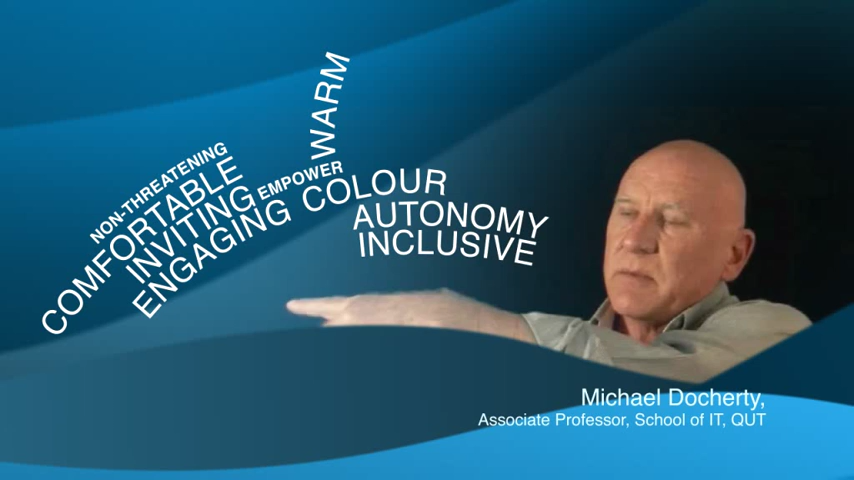 WARM
NON-THREATENING
COMFORTABLE
INVITING
ENGAGING
EMPOWER
COLOUR
AUTONOMY
INCLUSIVE
Michael Docherty,
Associate Professor, School of IT, QUT